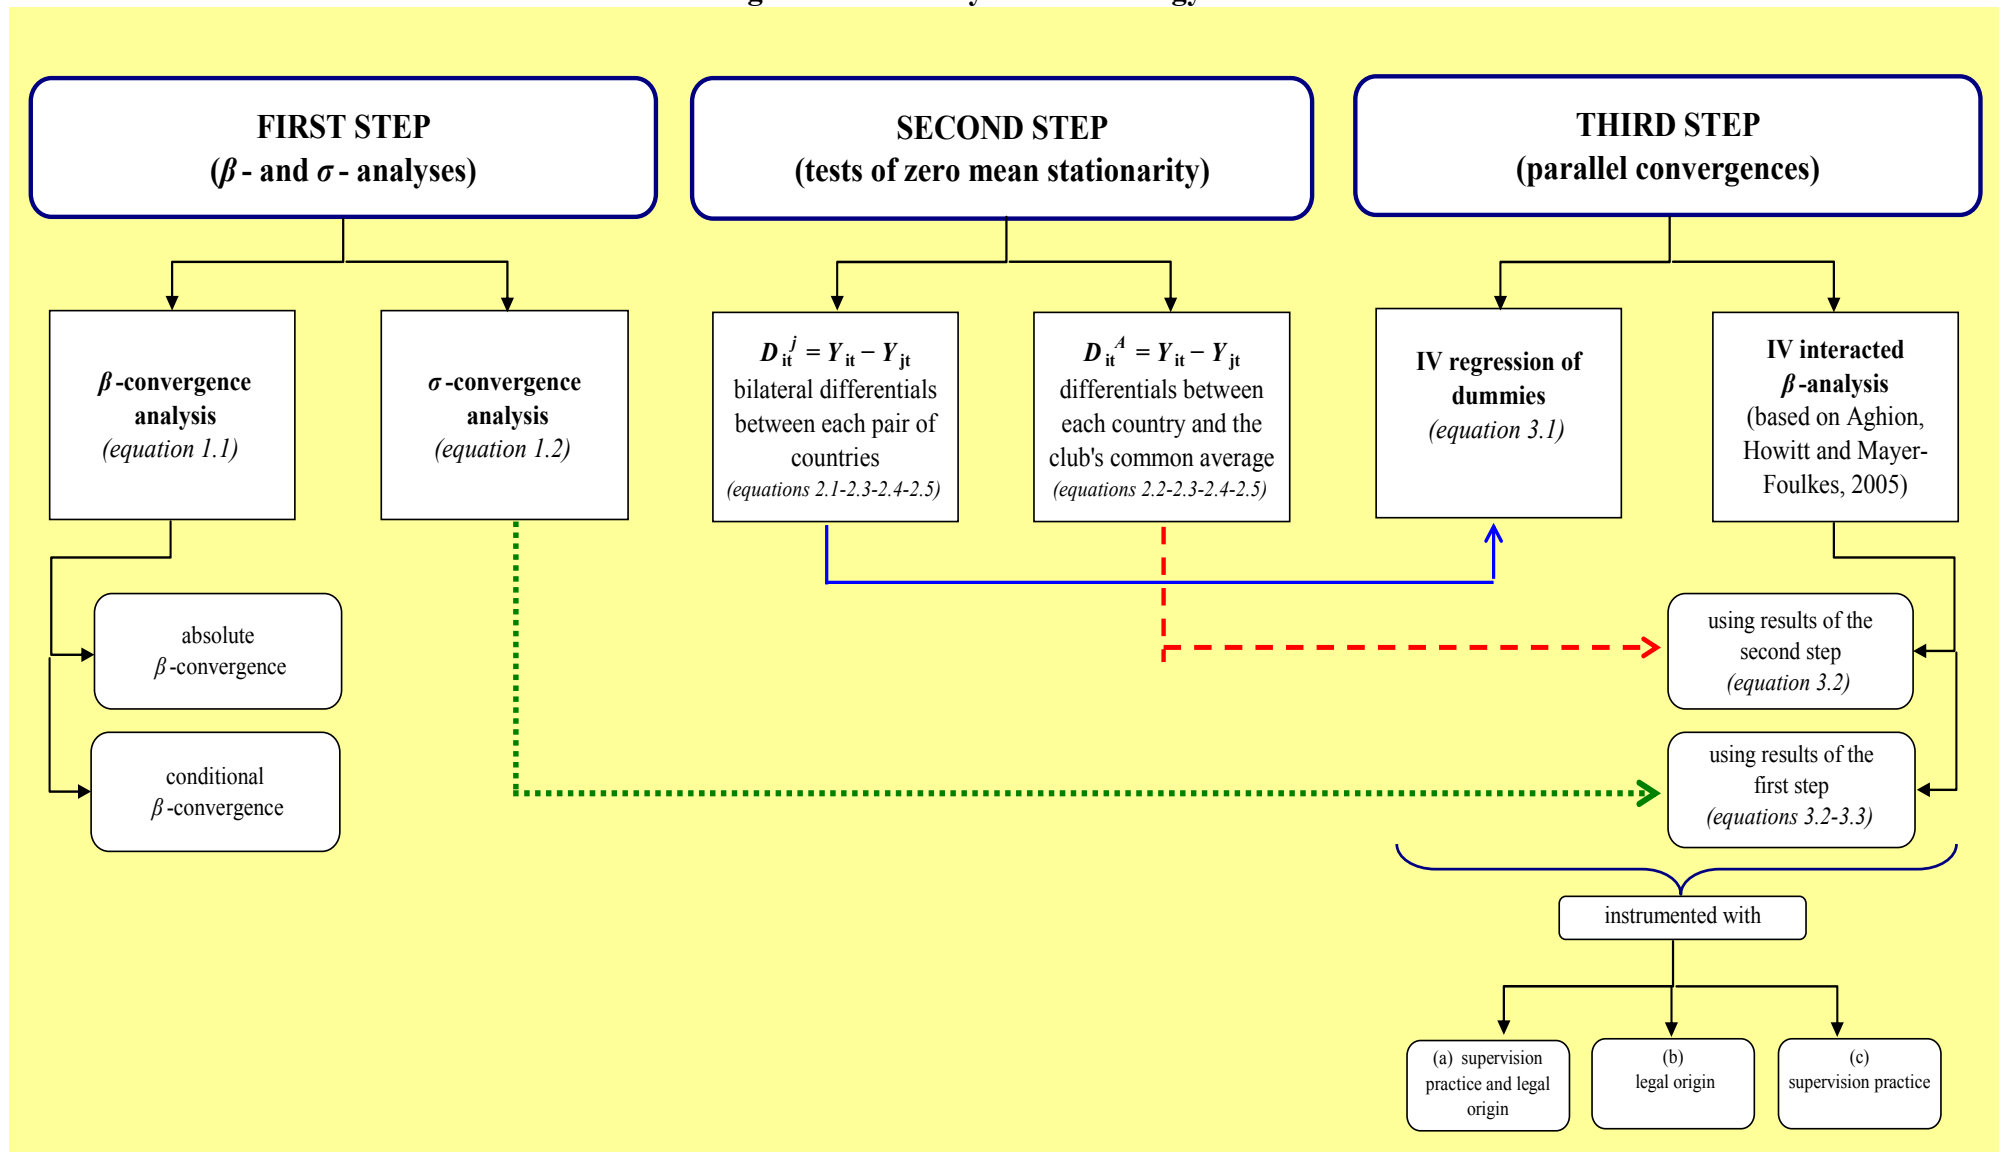 FIRST STEP
(β - and σ - analyses)
SECOND STEP
(tests of zero mean stationarity)
THIRD STEP
(parallel convergences)
β -convergence
analysis
(equation 1.1)
σ -convergence
analysis
(equation 1.2)
D it j = Y it − Y jt
bilateral differentials
between each pair of
countries
(equations 2.1-2.3-2.4-2.5)
D it A = Y it − Y jt
differentials between
each country and the
club's common average
(equations 2.2-2.3-2.4-2.5)
IV regression of
dummies
(equation 3.1)
IV interacted
β -analysis
(based on Aghion,
Howitt and Mayer-
Foulkes, 2005)
absolute
β -convergence
conditional
β -convergence
using results of the
second step
(equation 3.2)
using results of the
first step
(equations 3.2-3.3)
instrumented with
(a) supervision
practice and legal
origin
(b)
legal origin
(c)
supervision practice